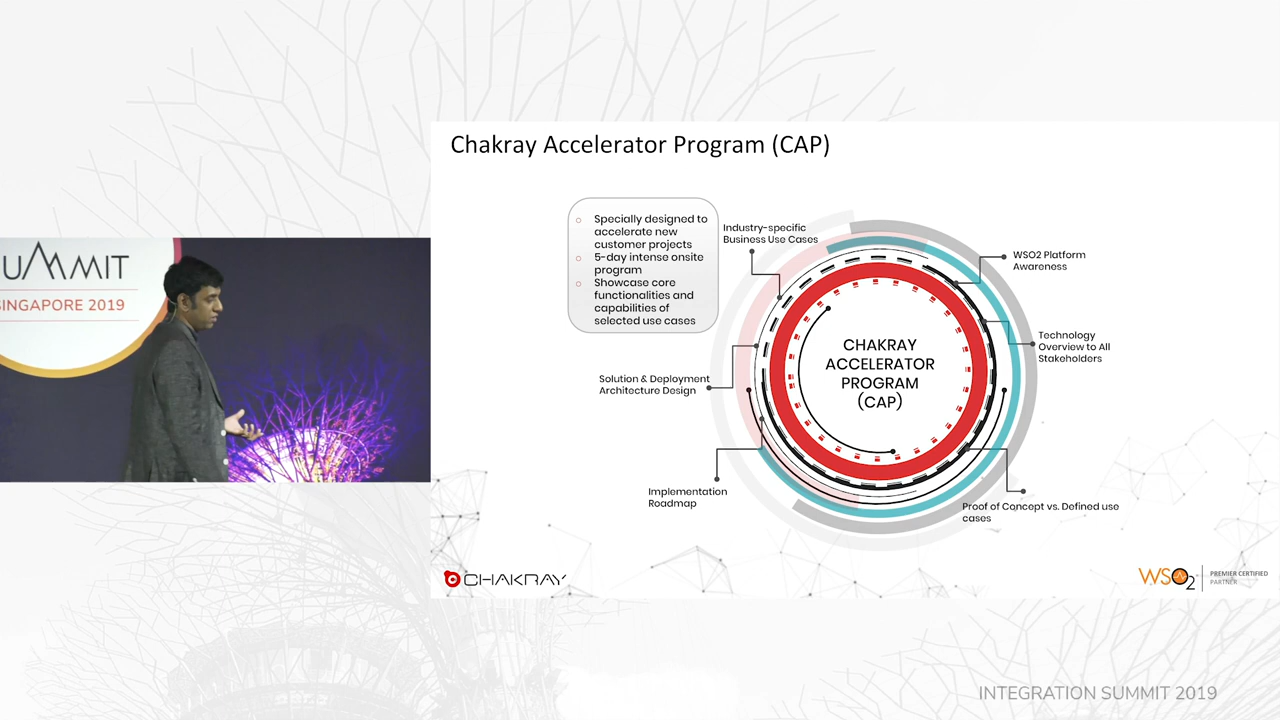 Chakray Accelerator Program (CAP)
Specially designed to
accelerate new
customer projects
5-day intense onsite
program
Showcase core
functionalities and
capabilities of
selected use cases
Industry-specific
Business Use Cases
WSO2 Platform
Awareness
Technology
Overview to All
Stakeholders
CHAKRAY
ACCELERATOR
PROGRAM
(CAP)
Solution & Deployment
Architecture Design
Implementation
Roadmap
Proof of Concept vs. Defined use
cases
UMMIT
SINGAPORE 2019
CHAKRAY
WSO2
PREMIER CERTIFIED
PARTNER
INTEGRATION SUMMIT 2019